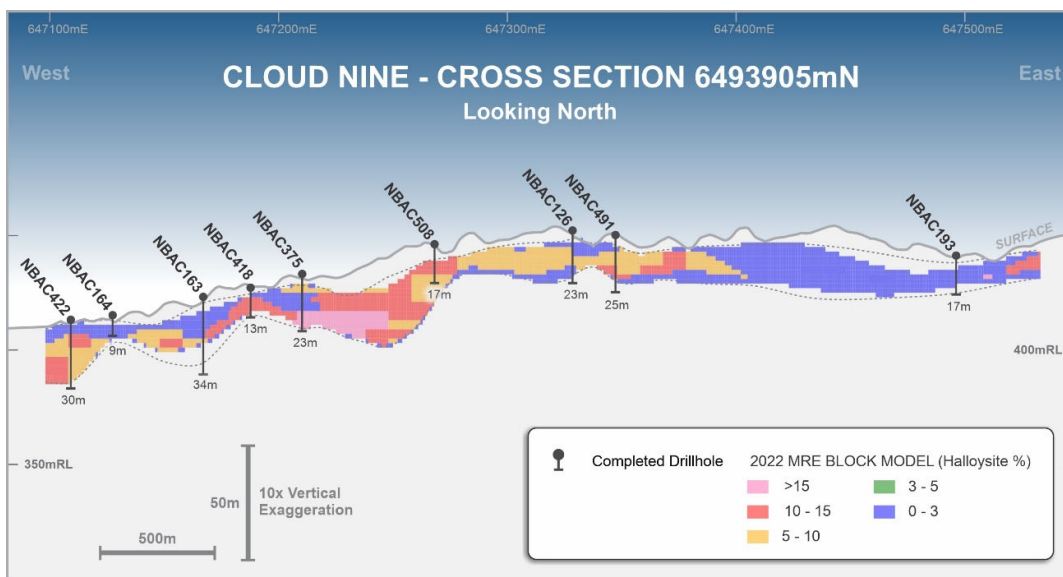 647100mE 647200mE 647300mE 647400mE 647500mE
West
East
CLOUD NINE - CROSS SECTION 6493905mN
Looking North
NBAC422
NBAC164
NBAC163
NBAC418
NBAC375
NBAC508
NBAC126
NBAC491
NBAC193
SURFACE
30m
9m
34m
13m
23m
17m
23m
25m
17m
400mRL
350mRL
50m
10x Vertical
Exaggeration
500m
Completed Drillhole
2022 MRE BLOCK MODEL (Halloysite %)
>15
10 - 15
5 - 10
3 - 5
0 - 3